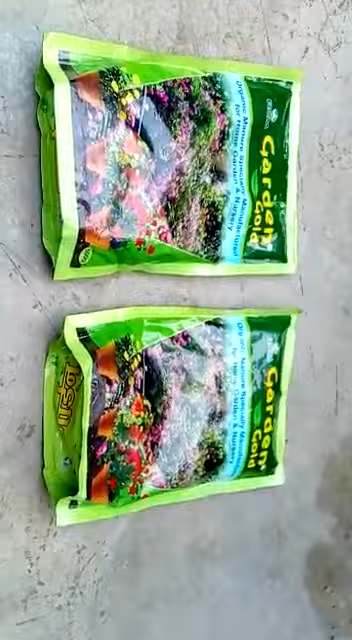 Garden
Gold
Organic Manure Specially Manufactured
for Home Garden & Nursery
Garden
Gold
Organic Manure Specially Manufactured
for Home Garden & Nursery